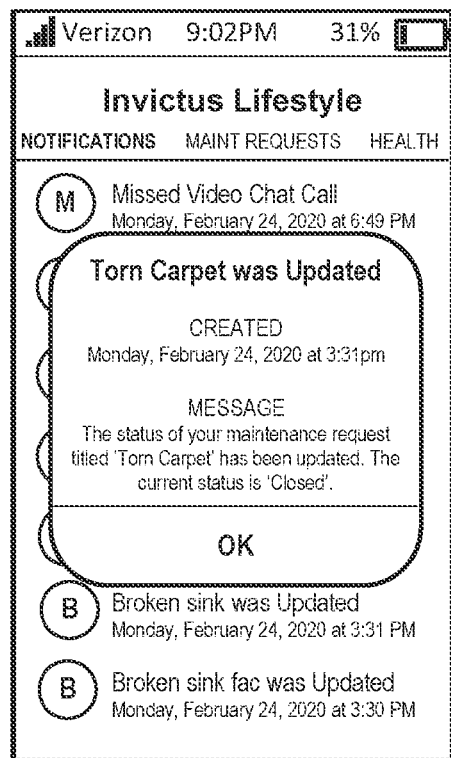 Verizon 9:02PM 31%
Invictus Lifestyle
NOTIFICATIONS MAINT REQUESTS HEALTH
M Missed Video Chat Call
Monday, February 24, 2020 at 6:49 PM
Torn Carpet was Updated
CREATED
Monday, February 24, 2020 at 3:31pm
MESSAGE
The status of your maintenance request
titled 'Torn Carpet' has been updated. The
current status is 'Closed'.
OK
B Broken sink was Updated
Monday, February 24, 2020 at 3:31 PM
B Broken sink fac was Updated
Monday, February 24, 2020 at 3:30 PM